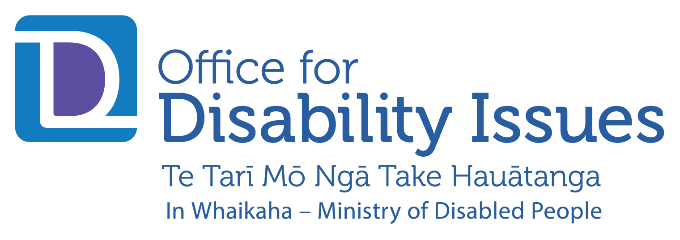 Office for
Disability Issues
Te Tarī Mō Ngā Take Hauātanga
In Whaikaha – Ministry of Disabled People